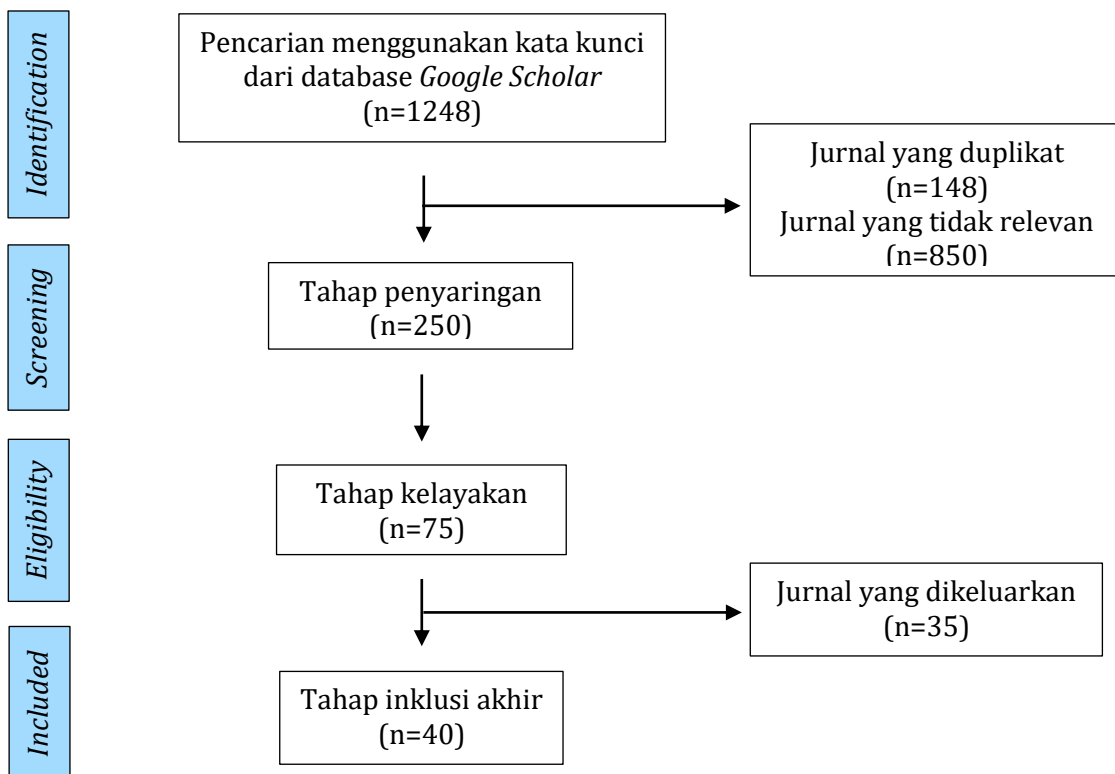 Identification
Pencarian menggunakan kata kunci
dari database Google Scholar
(n=1248)
Jurnal yang duplikat
(n=148)
Jurnal yang tidak relevan
(n=850)
Screening
Tahap penyaringan
(n=250)
Eligibility
Tahap kelayakan
(n=75)
Jurnal yang dikeluarkan
(n=35)
Included
Tahap inklusi akhir
(n=40)